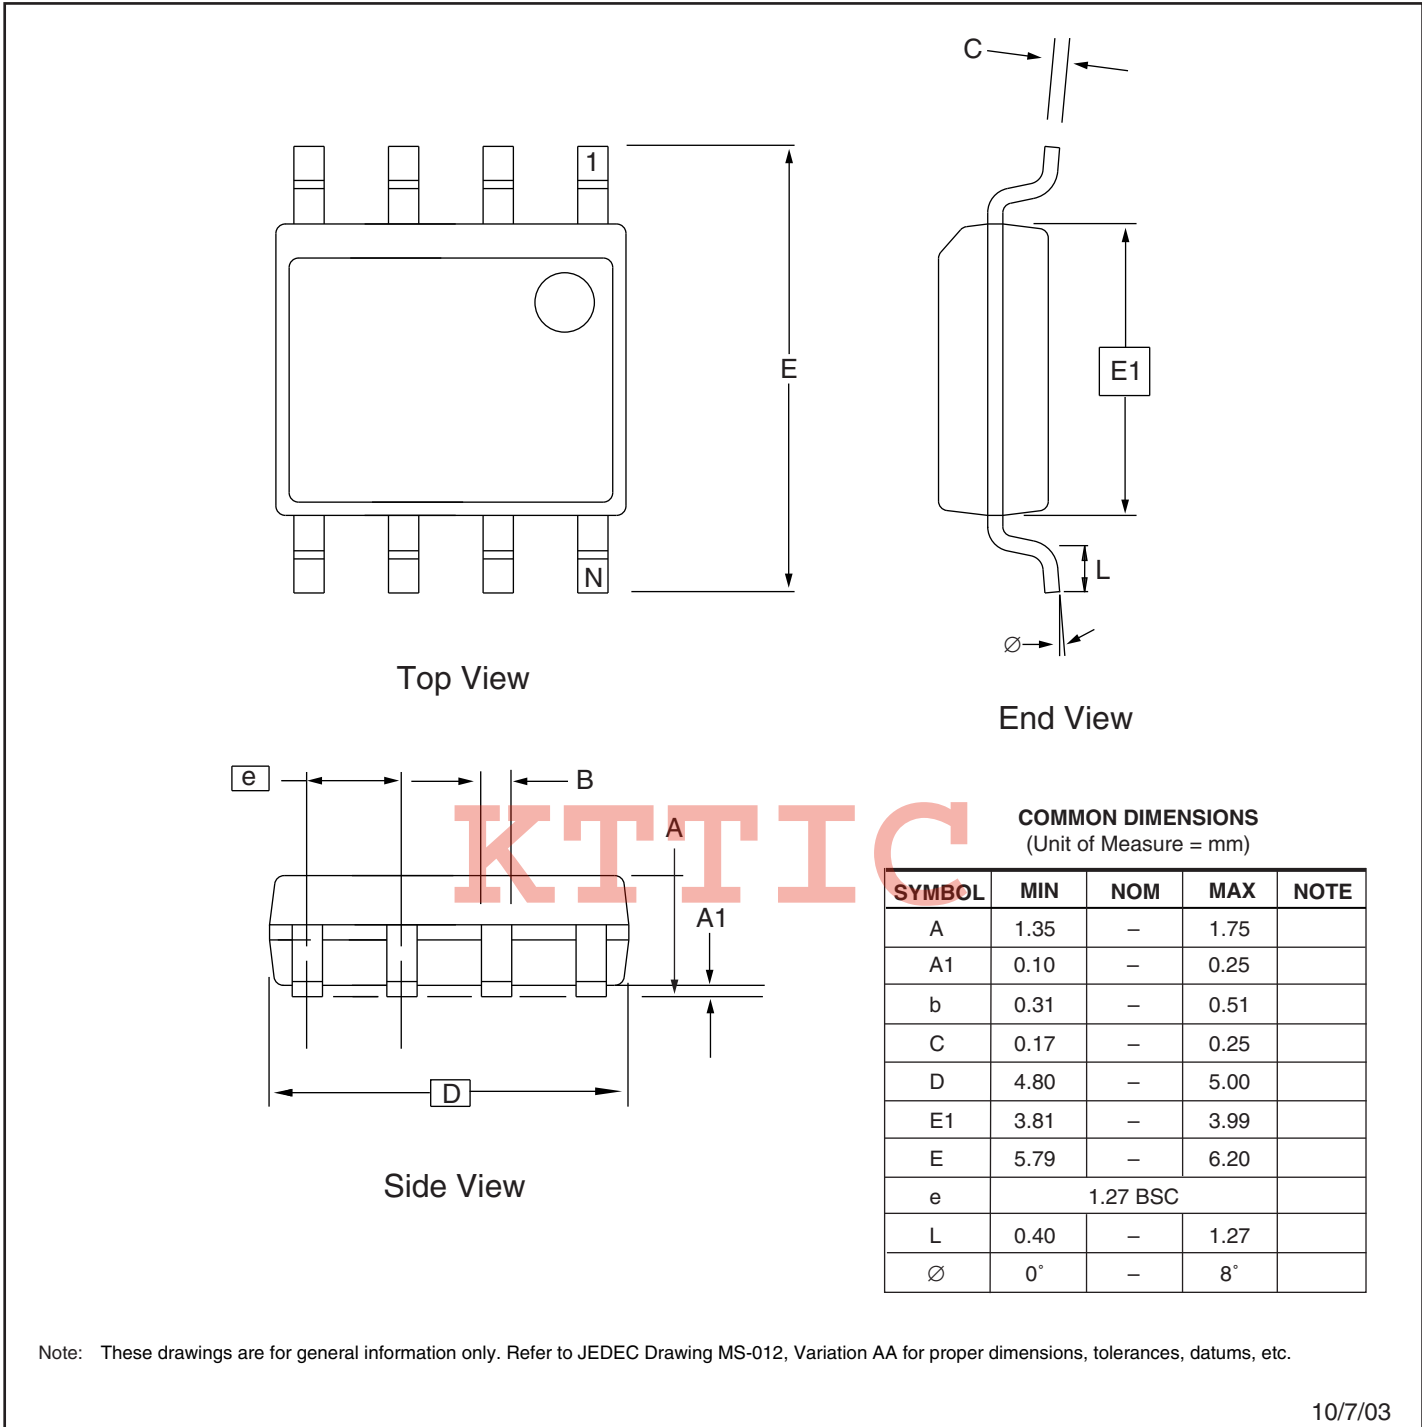 C
1
E
E1
N
L
∅
Top View
End View
e
B
A
A1
D
Side View
KTTIC
COMMON DIMENSIONS
(Unit of Measure = mm)
SYMBOL MIN NOM MAX NOTE
A 1.35 – 1.75
A1 0.10 – 0.25
b 0.31 – 0.51
C 0.17 – 0.25
D 4.80 – 5.00
E1 3.81 – 3.99
E 5.79 – 6.20
e 1.27 BSC
L 0.40 – 1.27
∅ 0˚ – 8˚
Note: These drawings are for general information only. Refer to JEDEC Drawing MS-012, Variation AA for proper dimensions, tolerances, datums, etc.
10/7/03